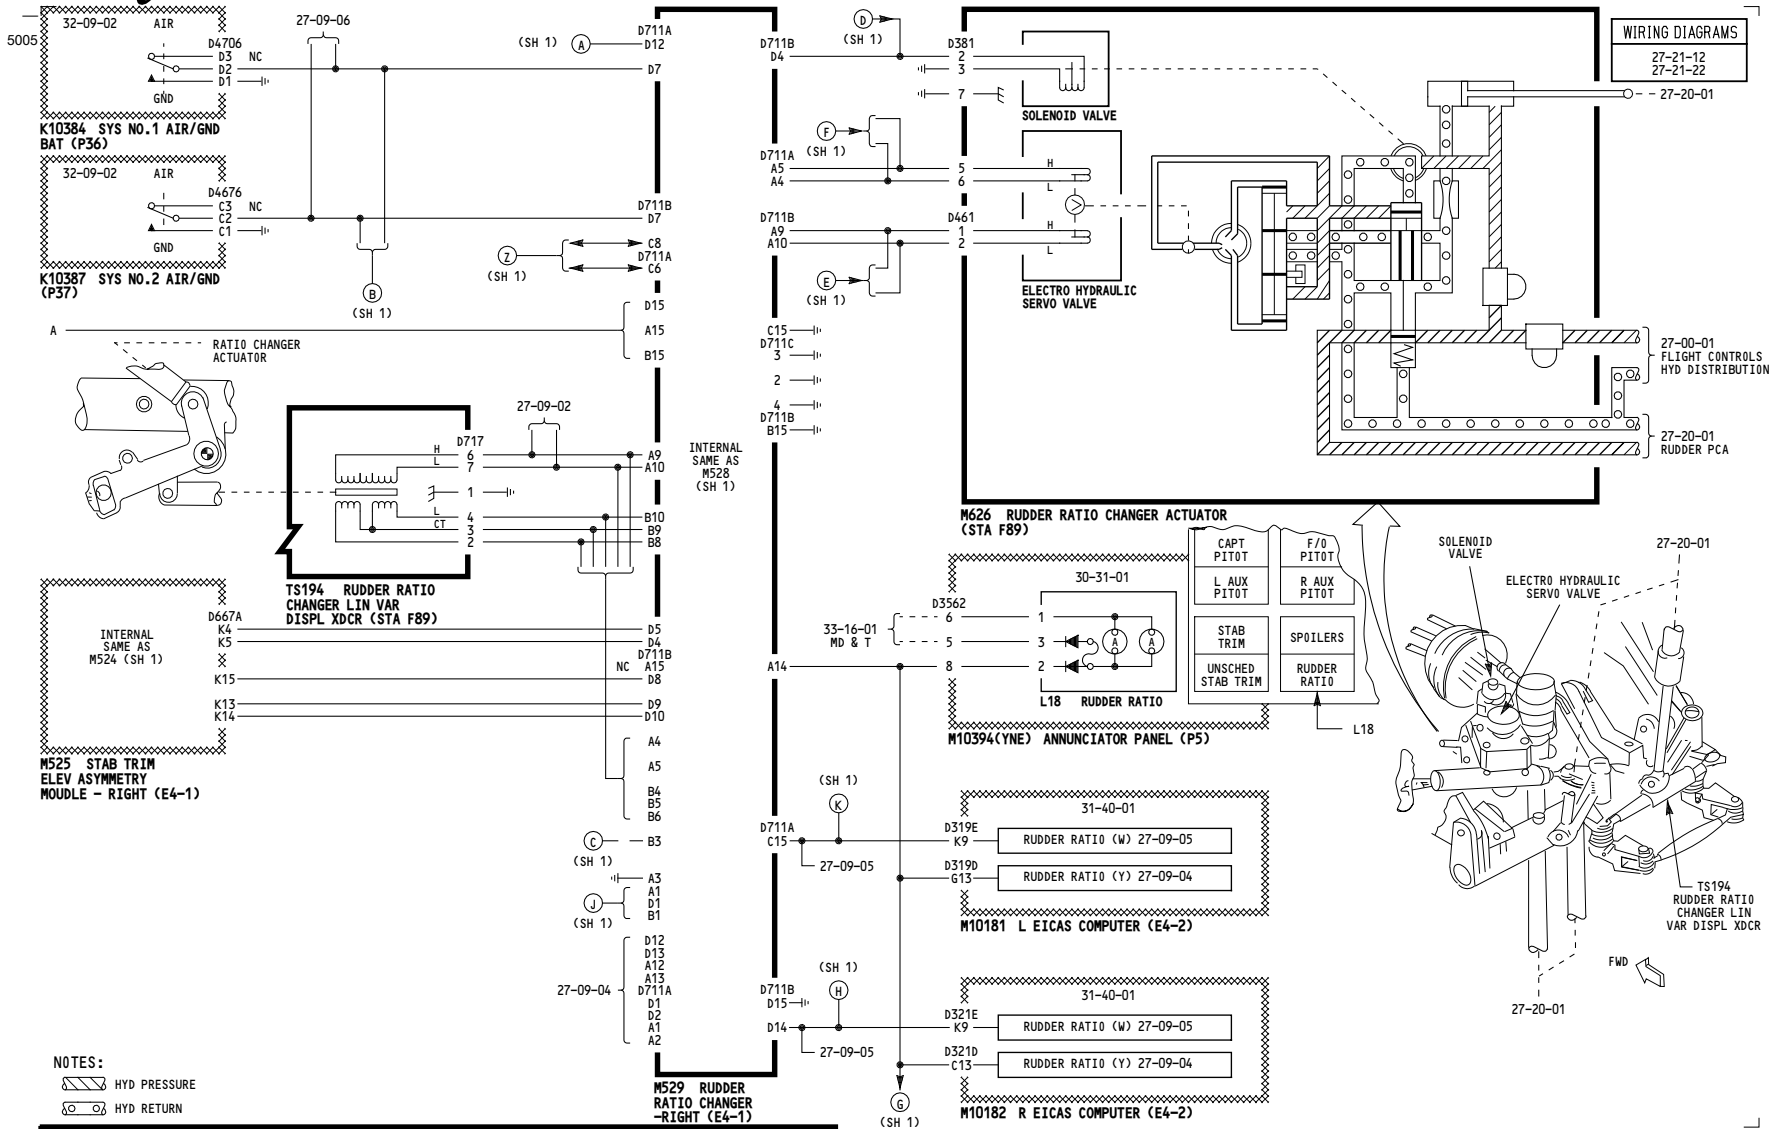 5005
32-09-02 AIR
D4706
D3 NC
D2
D1
GND
K10384 SYS NO.1 AIR/GND
BAT (P36)
32-09-02 AIR
D4676
C3 NC
C2
C1
GND
K10387 SYS NO.2 AIR/GND
(P37)
27-09-06
B
(SH 1)
(SH 1) A
D711A
D12
D7
D711B
D7
Z
(SH 1)
C8
D711A
C6
D15
A15
B15
A
RATIO CHANGER
ACTUATOR
27-09-02
D717
H 6
L 7
1
L 4
CT 3
2
A9
A10
B10
B9
B8
TS194 RUDDER RATIO
CHANGER LIN VAR
DISPL XDCR (STA F89)
INTERNAL
SAME AS
M524 (SH 1)
D667A
K4
K5
K15
K13
K14
M525 STAB TRIM
ELEV ASYMMETRY
MOUDLE - RIGHT (E4-1)
D5
D4
D711B
NC A15
D8
D9
D10
A4
A5
B4
B5
B6
C
(SH 1)
B3
A3
J
(SH 1)
A1
D1
B1
27-09-04
D12
D13
A12
A13
D711A
D1
D2
A1
A2
INTERNAL
SAME AS
M528
(SH 1)
M529 RUDDER
RATIO CHANGER
-RIGHT (E4-1)
D711B
D4
D711A
A5
A4
D711B
A9
A10
C15
D711C
3
2
4
D711B
B15
A14
D711A
C15
D711B
D15
D14
D
(SH 1)
F
(SH 1)
E
(SH 1)
D381
2
3
7
5
6
D461
1
2
SOLENOID VALVE
H
L
H
L
ELECTRO HYDRAULIC
SERVO VALVE
M626 RUDDER RATIO CHANGER ACTUATOR
(STA F89)
WIRING DIAGRAMS
27-21-12
27-21-22
27-20-01
27-00-01
FLIGHT CONTROLS
HYD DISTRIBUTION
27-20-01
RUDDER PCA
33-16-01
MD & T
D3562
6
5
8
30-31-01
1
3
2
A
A
L18 RUDDER RATIO
M10394(YNE) ANNUNCIATOR PANEL (P5)
CAPT
PITOT
F/O
PITOT
L AUX
PITOT
R AUX
PITOT
STAB
TRIM
SPOILERS
UNSCHED
STAB TRIM
RUDDER
RATIO
L18
(SH 1)
K
27-09-05
31-40-01
D319E
K9
RUDDER RATIO (W) 27-09-05
D319D
G13
RUDDER RATIO (Y) 27-09-04
M10181 L EICAS COMPUTER (E4-2)
(SH 1)
H
27-09-05
31-40-01
D321E
K9
RUDDER RATIO (W) 27-09-05
D321D
C13
RUDDER RATIO (Y) 27-09-04
M10182 R EICAS COMPUTER (E4-2)
G
(SH 1)
SOLENOID
VALVE
27-20-01
ELECTRO HYDRAULIC
SERVO VALVE
TS194
RUDDER RATIO
CHANGER LIN
VAR DISPL XDCR
FWD
27-20-01
NOTES:
HYD PRESSURE
HYD RETURN